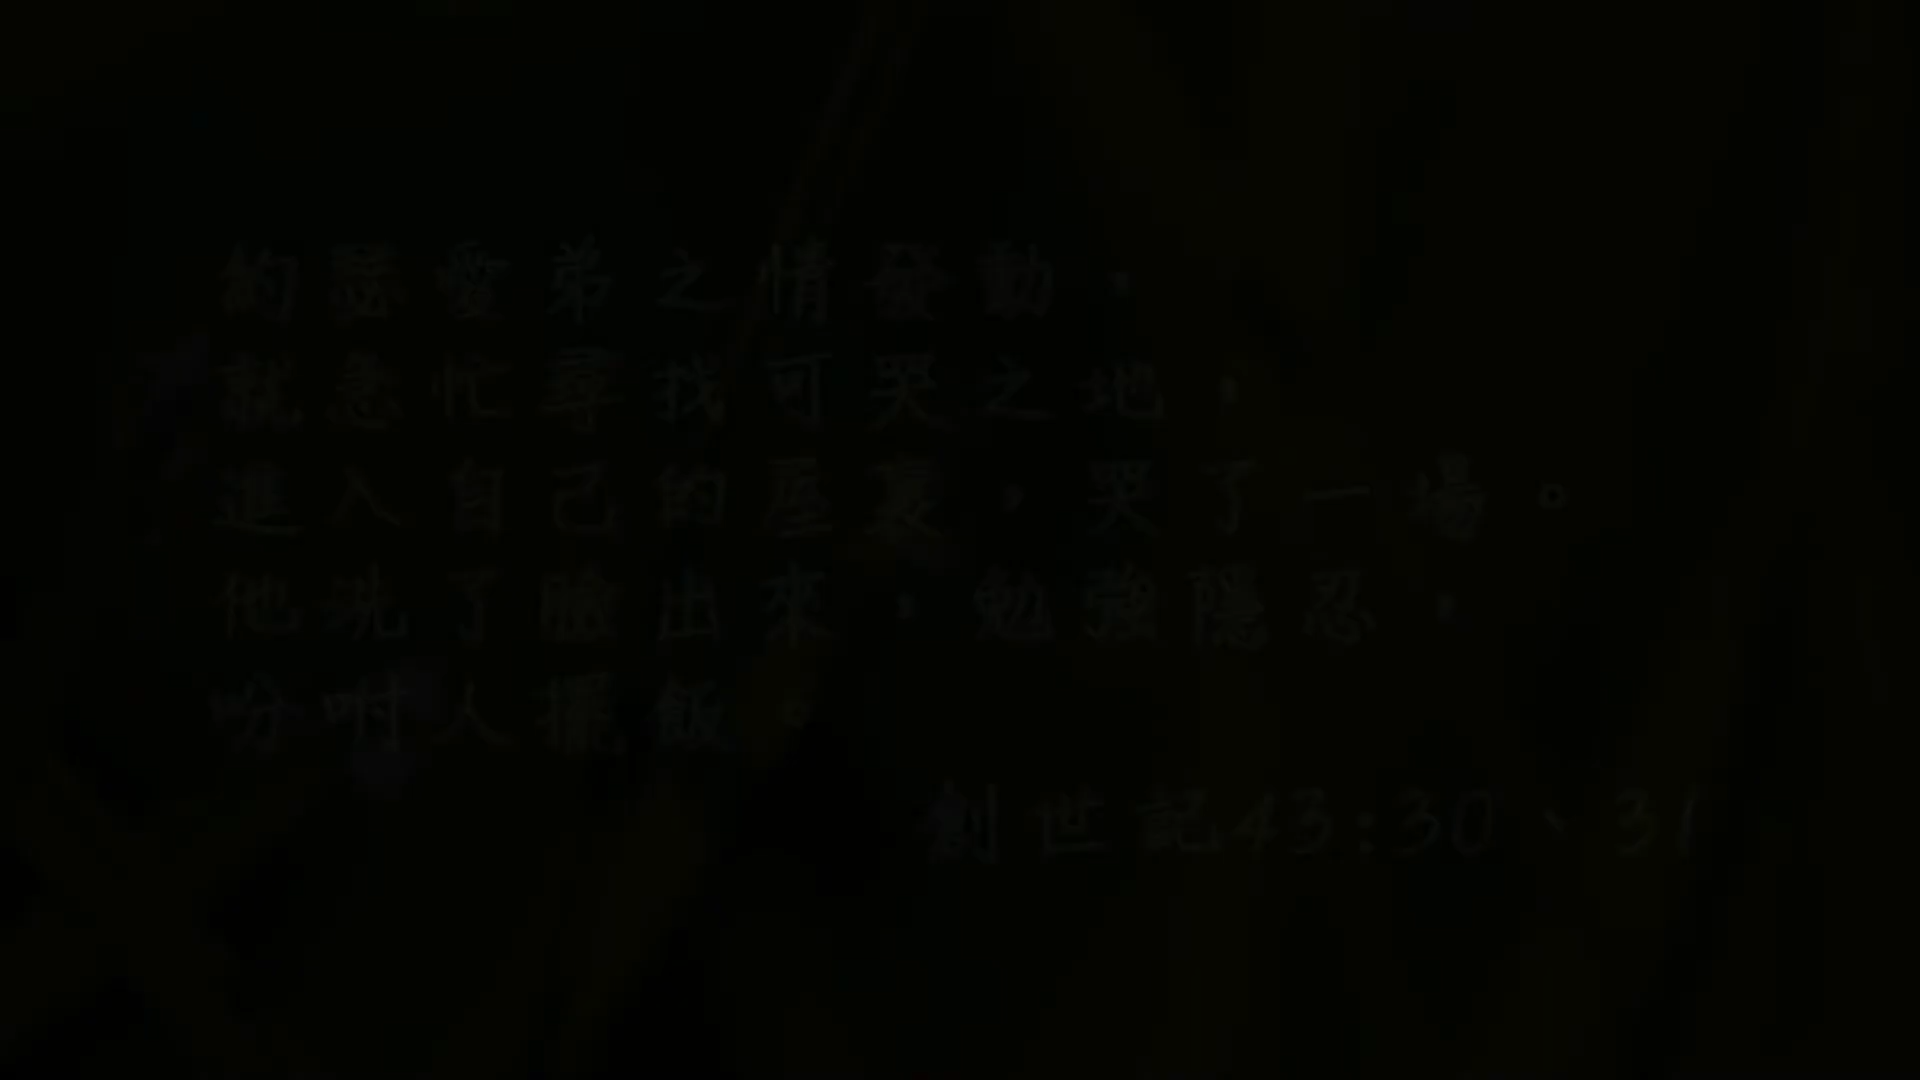 約瑟愛弟之情發動，
就急忙尋找可哭之地，
進入自己的屋裏，哭了一場。
他洗了臉出來，勉強隱忍，
吩咐人擺飯。
創世記43:30、31